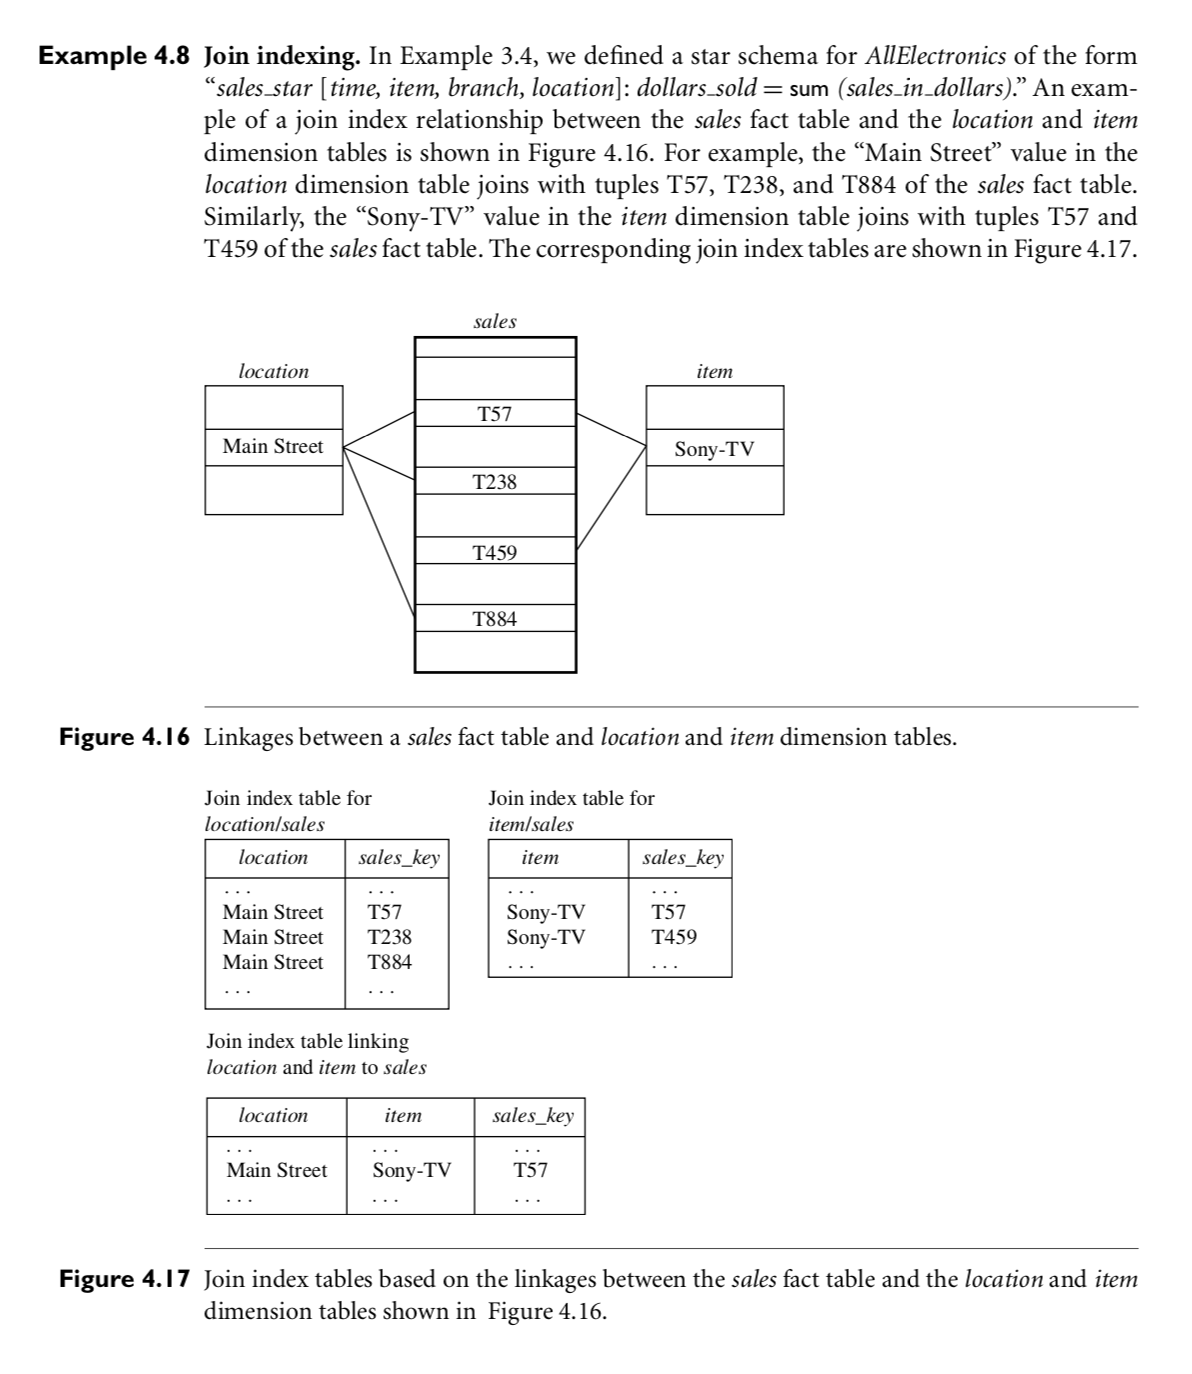 Example 4.8 Join indexing. In Example 3.4, we defined a star schema for AllElectronics of the form
“sales_star [time, item, branch, location]: dollars_sold = sum (sales_in_dollars).” An exam-
ple of a join index relationship between the sales fact table and the location and item
dimension tables is shown in Figure 4.16. For example, the “Main Street” value in the
location dimension table joins with tuples T57, T238, and T884 of the sales fact table.
Similarly, the “Sony-TV” value in the item dimension table joins with tuples T57 and
T459 of the sales fact table. The corresponding join index tables are shown in Figure 4.17.
sales
location
item
T57
Main Street
Sony-TV
T238
T459
T884
Figure 4.16 Linkages between a sales fact table and location and item dimension tables.
Join index table for
location/sales
location sales_key
. . . . . .
Main Street T57
Main Street T238
Main Street T884
. . . . . .
Join index table for
item/sales
item sales_key
. . . . . .
Sony-TV T57
Sony-TV T459
. . . . . .
Join index table linking
location and item to sales
location item sales_key
. . . . . . . . .
Main Street Sony-TV T57
. . . . . . . . .
Figure 4.17 Join index tables based on the linkages between the sales fact table and the location and item
dimension tables shown in Figure 4.16.